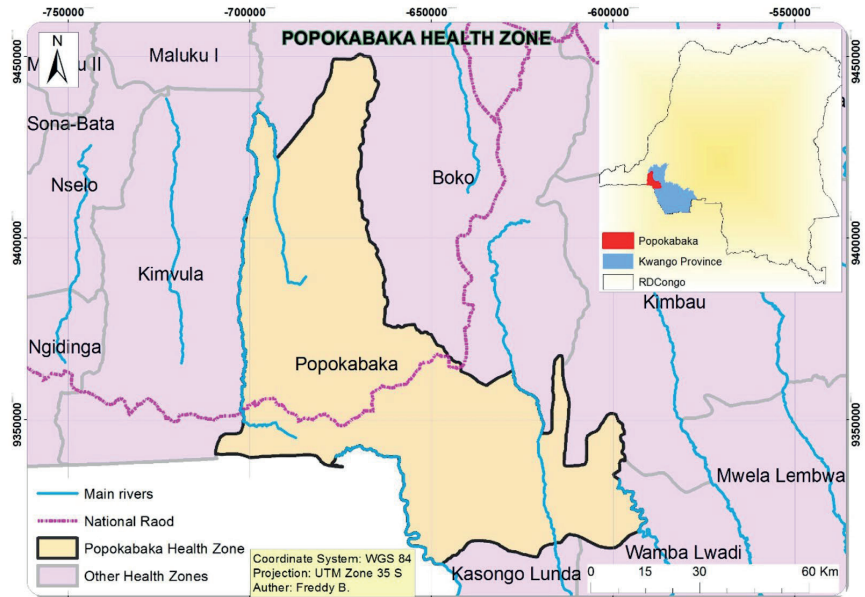 -750000 -700000 -650000 -600000 -550000
POPOKABAKA HEALTH ZONE
N
9450000
9450000
Maluku I
Sona-Bata
Nselo
Boko
Popokabaka
Kwango Province
RDCongo
9400000
9400000
Kimvula
Kimbau
Ngidinga
Popokabaka
9350000
9350000
Mwela Lembwa
Main rivers
National Raod
Popokabaka Health Zone
Other Health Zones
Coordinate System: WGS 84
Projection: UTM Zone 35 S
Auther: Freddy B.
Wamba Lwadi
Kasongo Lunda
0 15 30 60 Km